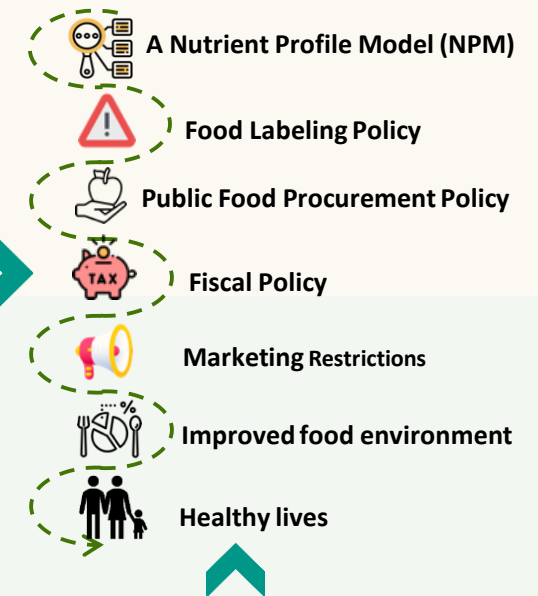 A Nutrient Profile Model (NPM)
Food Labeling Policy
Public Food Procurement Policy
TAX
Fiscal Policy
Marketing Restrictions
%
Improved food environment
Healthy lives